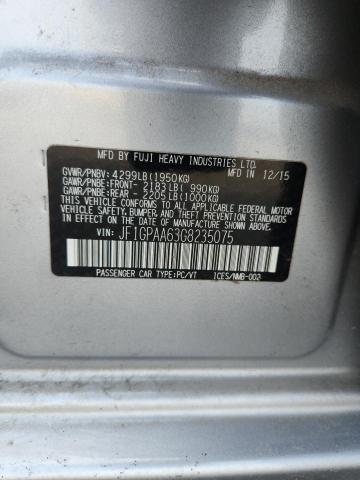 MFD BY FUJI HEAVY INDUSTRIES LTD.
GVWR/PNBV: 4299LB(1950KG) 12/15
GAWR/PNBE:FRONT- 2183LB( 990KG)
GAWR/PNBE:REAR - 2205LB(1000KG)
THIS VEHICLE CONFORMS TO ALL APPLICABLE FEDERAL MOTOR
VEHICLE SAFETY, BUMPER, AND THEFT PREVENTION STANDARDS
IN EFFECT ON THE DATE OF MANUFACTURE SHOWN ABOVE.
VIN: JF1GPAA63G8235075
PASSENGER CAR TYPE:PC/VT ICES/NMB-002